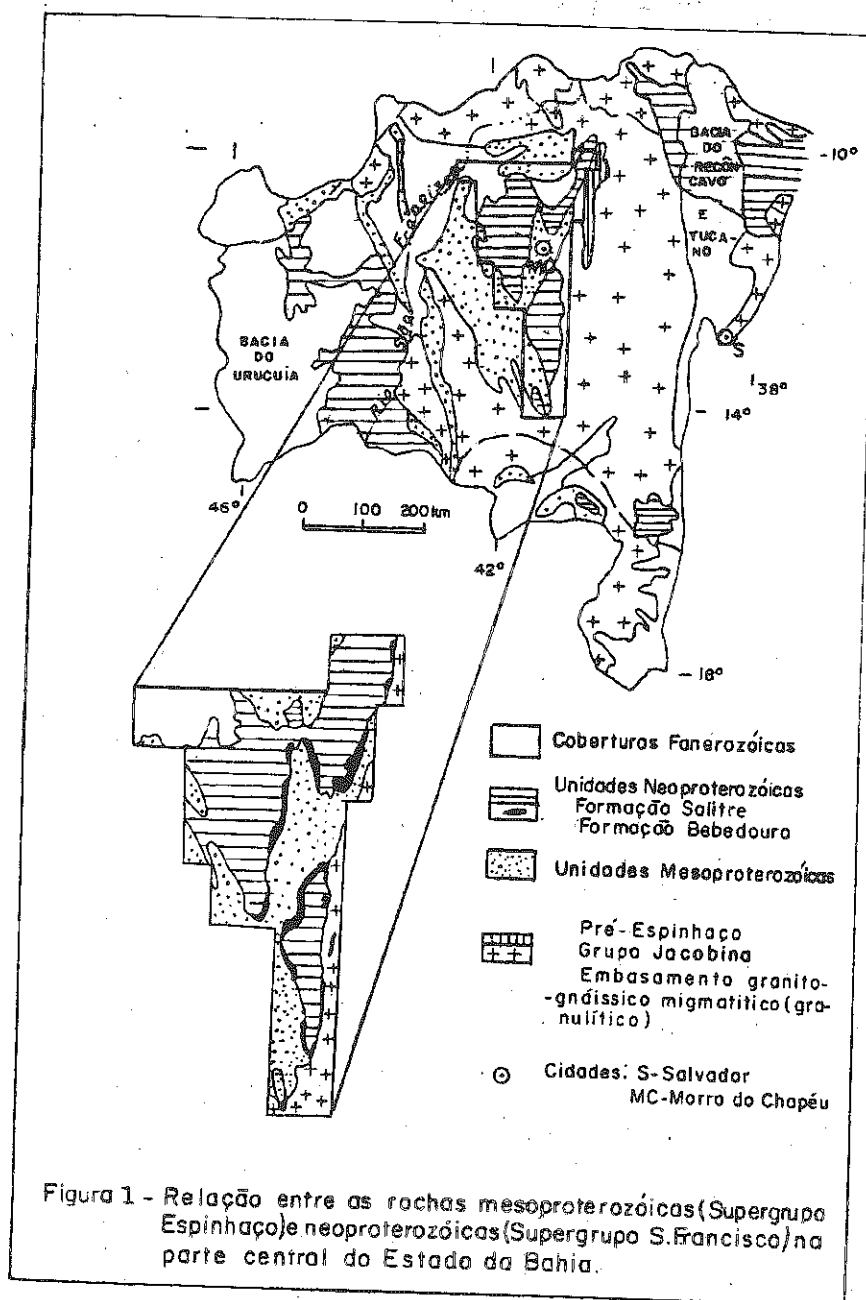 BACIA
DO
RECÔN-
CAVO
E
TUCA-
NO
-10°
São Francisco
Rio
MC
BACIA
DO
URUCUIA
S
38°
-14°
46°
0 100 200 km
42°
-18°
Coberturas Fanerozóicas
Unidades Neoproterozóicas
Formação Salitre
Formação Bebedouro
Unidades Mesoproterozóicas
Pré-Espinhaço
Grupo Jacobina
Embasamento granito-
-gnáissico migmatítico (gra-
nulítico)
Cidades: S-Salvador
MC-Morro do Chapéu
Figura 1 - Relação entre as rochas mesoproterozóicas (Supergrupo
Espinhaço) e neoproterozóicas (Supergrupo S.Francisco) na
parte central do Estado da Bahia.